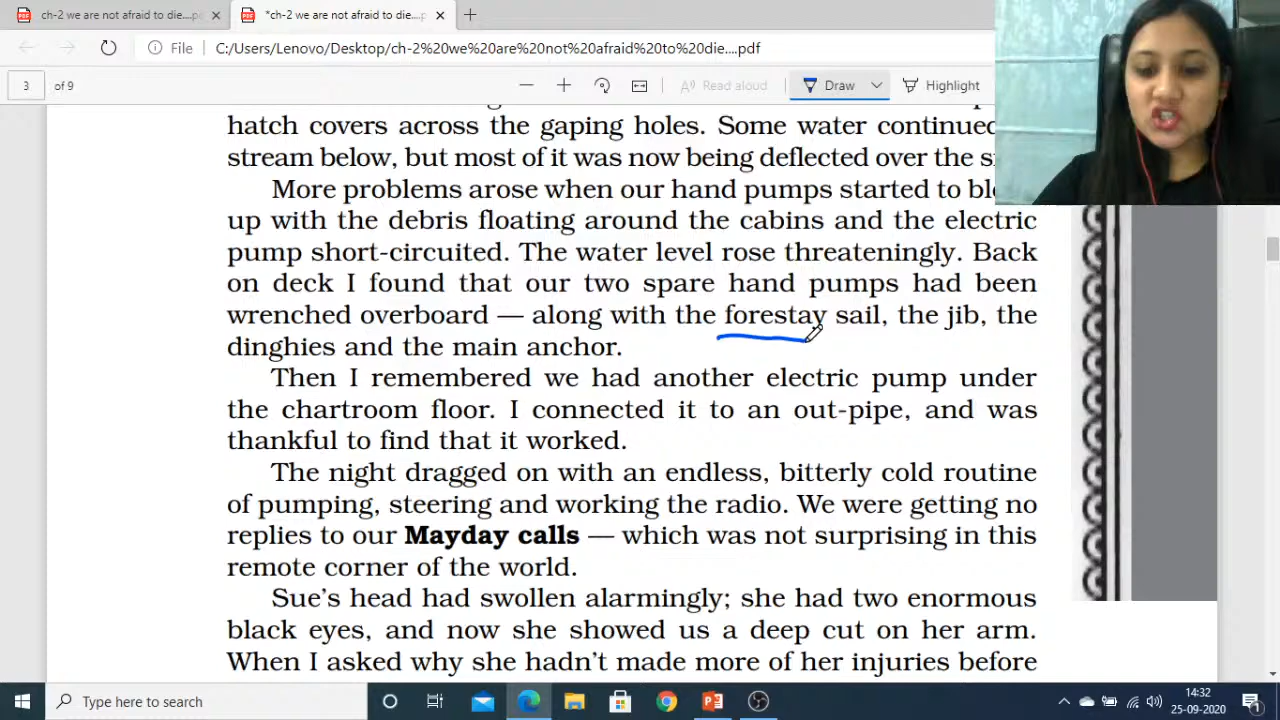 ch-2 we are not afraid to die....p
*ch-2 we are not afraid to die....p
File C:/Users/Lenovo/Desktop/ch-2%20we%20are%20not%20afraid%20to%20die....pdf
3 of 9 Read aloud Draw Highlight
hatch covers across the gaping holes. Some water continued
stream below, but most of it was now being deflected over the
More problems arose when our hand pumps started to
up with the debris floating around the cabins and the electric
pump short-circuited. The water level rose threateningly. Back
on deck I found that our two spare hand pumps had been
wrenched overboard — along with the forestay sail, the jib, the
dinghies and the main anchor.
Then I remembered we had another electric pump under
the chartroom floor. I connected it to an out-pipe, and was
thankful to find that it worked.
The night dragged on with an endless, bitterly cold routine
of pumping, steering and working the radio. We were getting no
replies to our Mayday calls — which was not surprising in this
remote corner of the world.
Sue's head had swollen alarmingly; she had two enormous
black eyes, and now she showed us a deep cut on her arm.
When I asked why she hadn't made more of her injuries before
Type here to search
14:32
25-09-2020
1